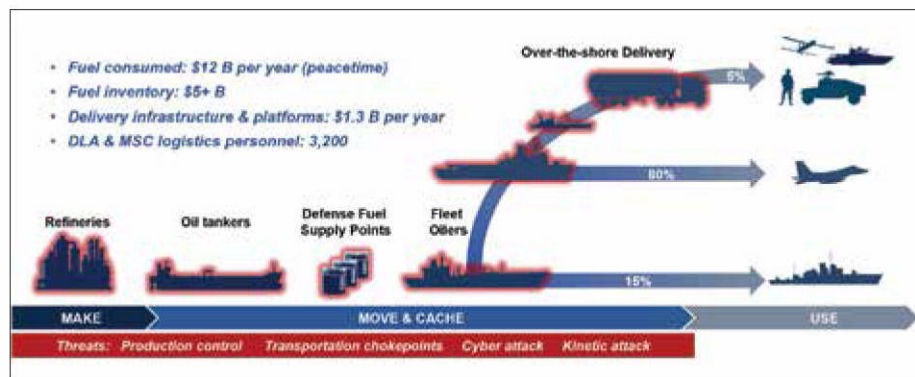 • Fuel consumed: $12 B per year (peacetime)
• Fuel inventory: $5+ B
• Delivery infrastructure & platforms: $1.3 B per year
• DLA & MSC logistics personnel: 3,200
Over-the-shore Delivery
5%
80%
Refineries
Oil tankers
Defense Fuel
Supply Points
Fleet
Oilers
15%
MAKE
MOVE & CACHE
USE
Threats: Production control Transportation chokepoints Cyber attack Kinetic attack